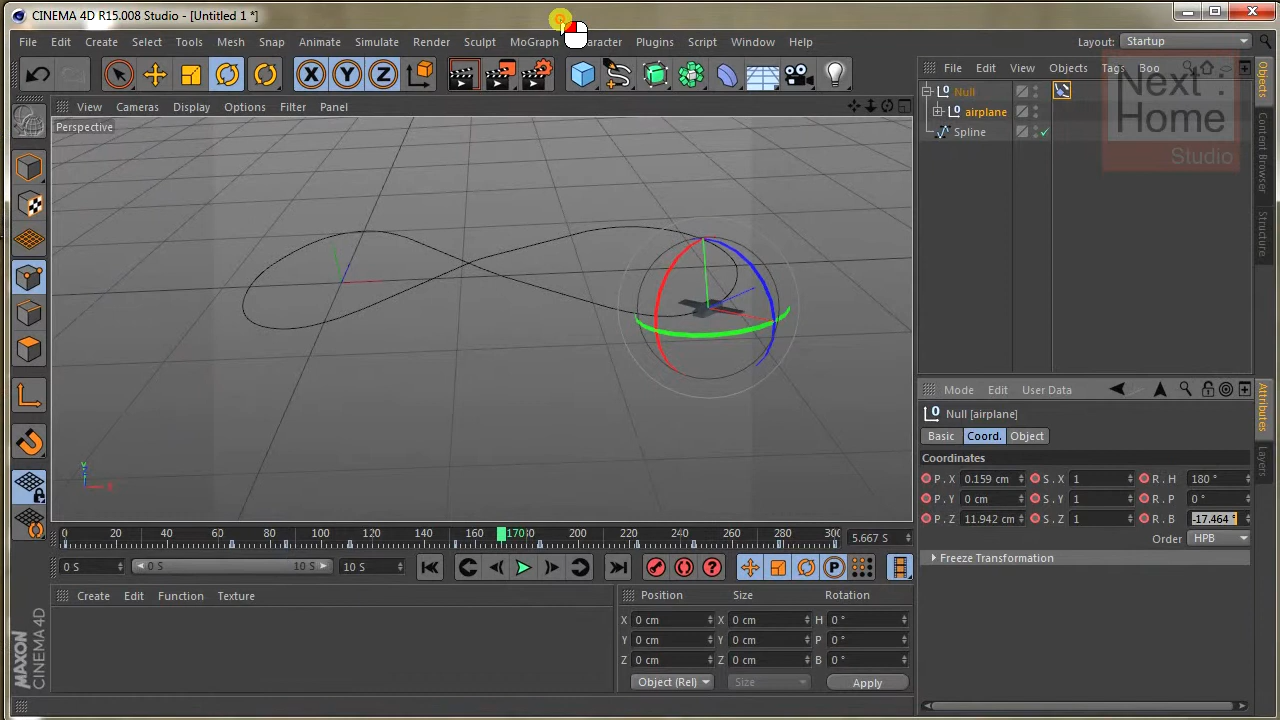 CINEMA 4D R15.008 Studio - [Untitled 1 *]
File Edit Create Select Tools Mesh Snap Animate Simulate Render Sculpt MoGraph Character Plugins Script Window Help Layout: Startup
X Y Z
File Edit View Objects Tags Boo
Next :
Home
Studio
View Cameras Display Options Filter Panel
Perspective
Null
airplane
Spline
Objects
Content Browser
Structure
Mode Edit User Data
Null [airplane]
Basic Coord. Object
Coordinates
P . X 0.159 cm S . X 1 R . H 180 °
P . Y 0 cm S . Y 1 R . P 0 °
P . Z 11.942 cm S . Z 1 R . B -17.464 °
Order HPB
Freeze Transformation
Attributes
Layers
Y
X
0 20 40 60 80 100 120 140 160 170 200 220 240 260 280 300 5.667 S
0 S 0 S 10 S 10 S
Create Edit Function Texture
Position Size Rotation
X 0 cm X 0 cm H 0 °
Y 0 cm Y 0 cm P 0 °
Z 0 cm Z 0 cm B 0 °
Object (Rel) Size Apply
MAXON
CINEMA 4D